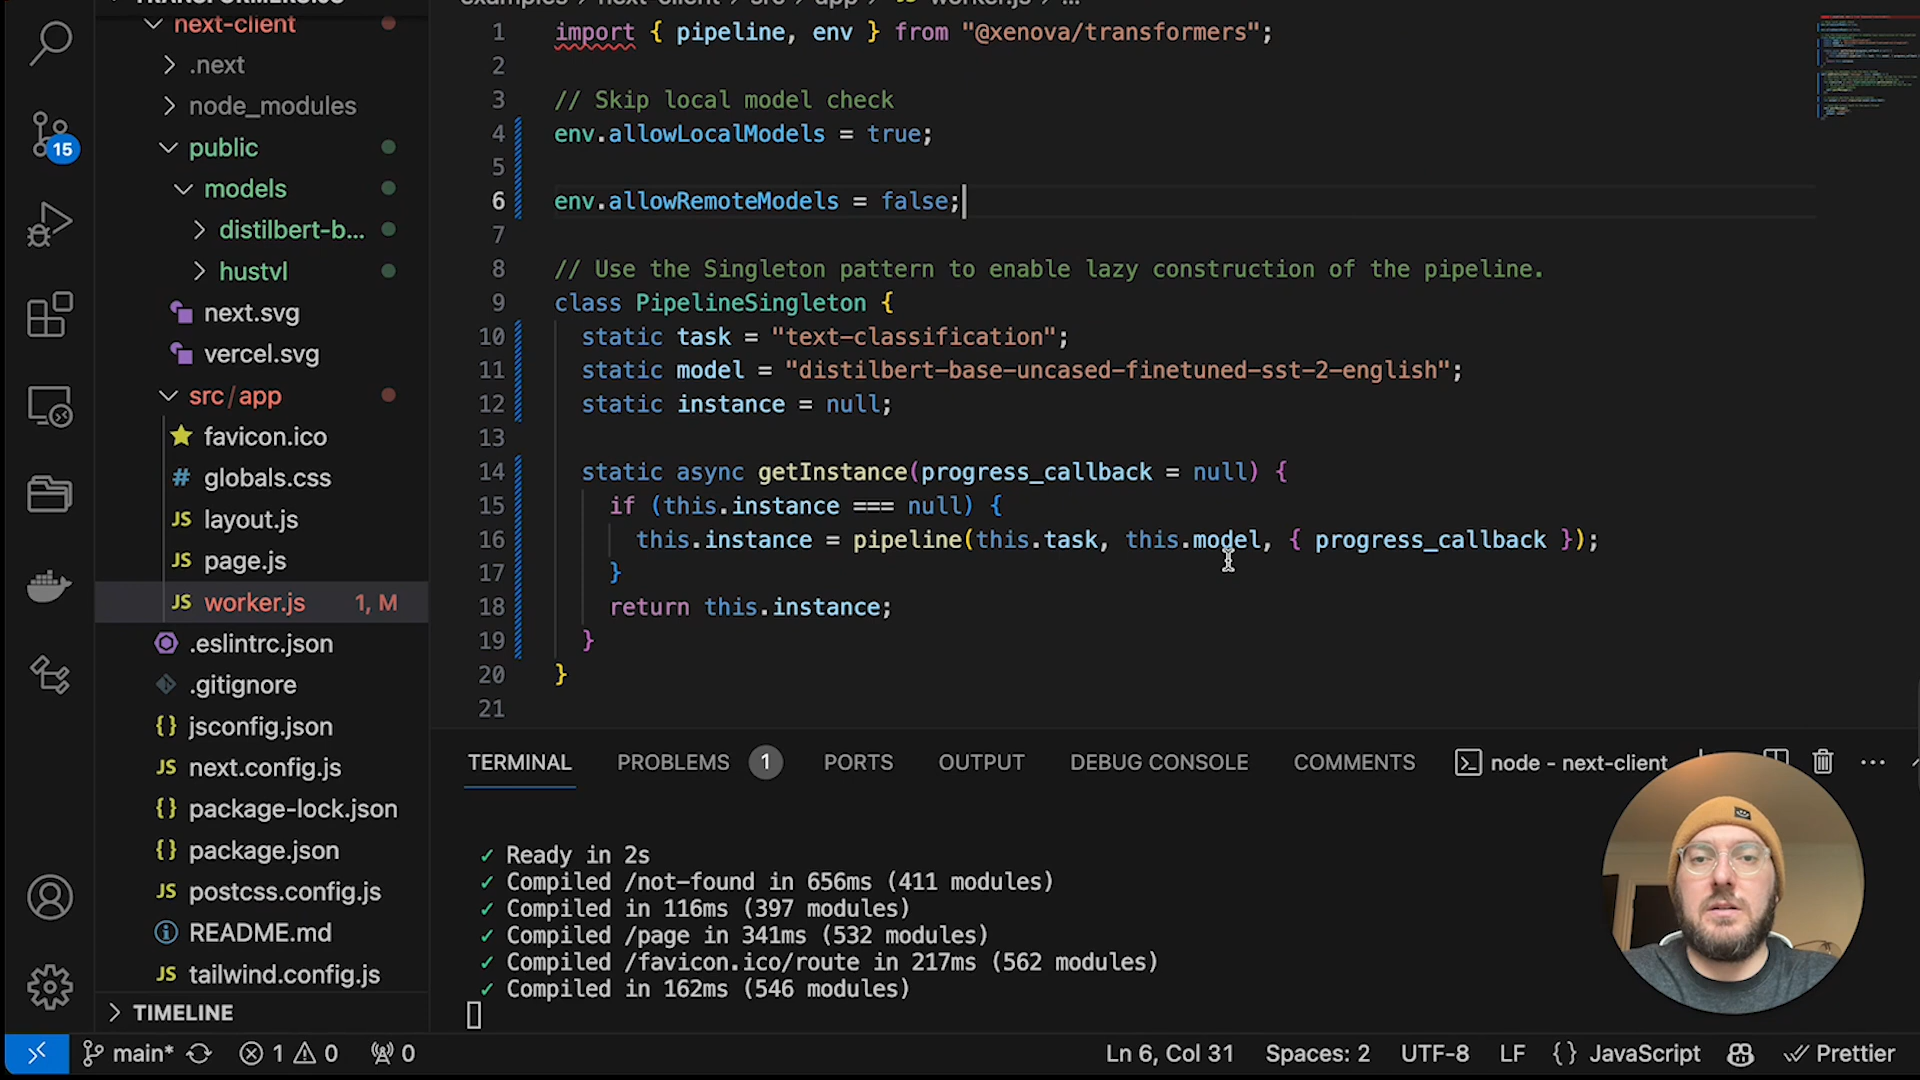 next-client
.next
node_modules
public
models
distilbert-b...
hustvl
next.svg
vercel.svg
src/app
favicon.ico
globals.css
layout.js
page.js
worker.js 1, M
.eslintrc.json
.gitignore
jsconfig.json
next.config.js
package-lock.json
package.json
postcss.config.js
README.md
tailwind.config.js
TIMELINE
15
1 import { pipeline, env } from "@xenova/transformers";
2
3 // Skip local model check
4 env.allowLocalModels = true;
5
6 env.allowRemoteModels = false;
7
8 // Use the Singleton pattern to enable lazy construction of the pipeline.
9 class PipelineSingleton {
10 static task = "text-classification";
11 static model = "distilbert-base-uncased-finetuned-sst-2-english";
12 static instance = null;
13
14 static async getInstance(progress_callback = null) {
15 if (this.instance === null) {
16 this.instance = pipeline(this.task, this.model, { progress_callback });
17 }
18 return this.instance;
19 }
20 }
21
TERMINAL PROBLEMS 1 PORTS OUTPUT DEBUG CONSOLE COMMENTS node - next-client
✓ Ready in 2s
✓ Compiled /not-found in 656ms (411 modules)
✓ Compiled in 116ms (397 modules)
✓ Compiled /page in 341ms (532 modules)
✓ Compiled /favicon.ico/route in 217ms (562 modules)
✓ Compiled in 162ms (546 modules)
main* 1 0 0 Ln 6, Col 31 Spaces: 2 UTF-8 LF {} JavaScript Prettier